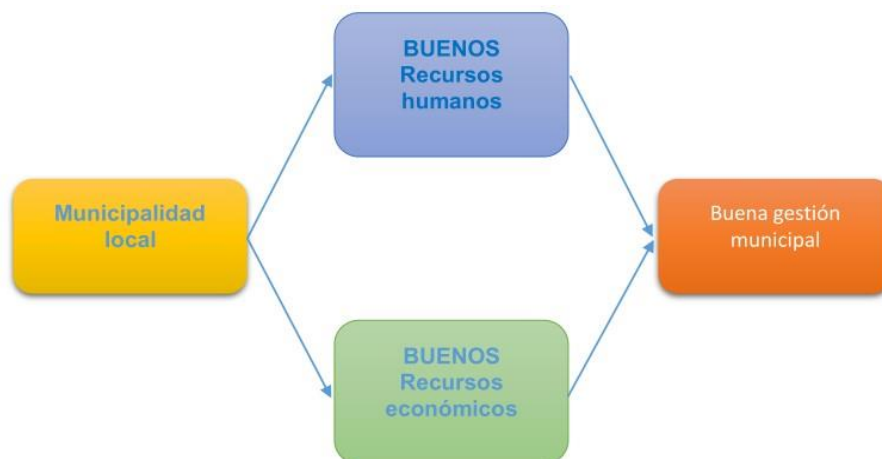 BUENOS
Recursos
humanos
Municipalidad
local
Buena gestión
municipal
BUENOS
Recursos
económicos